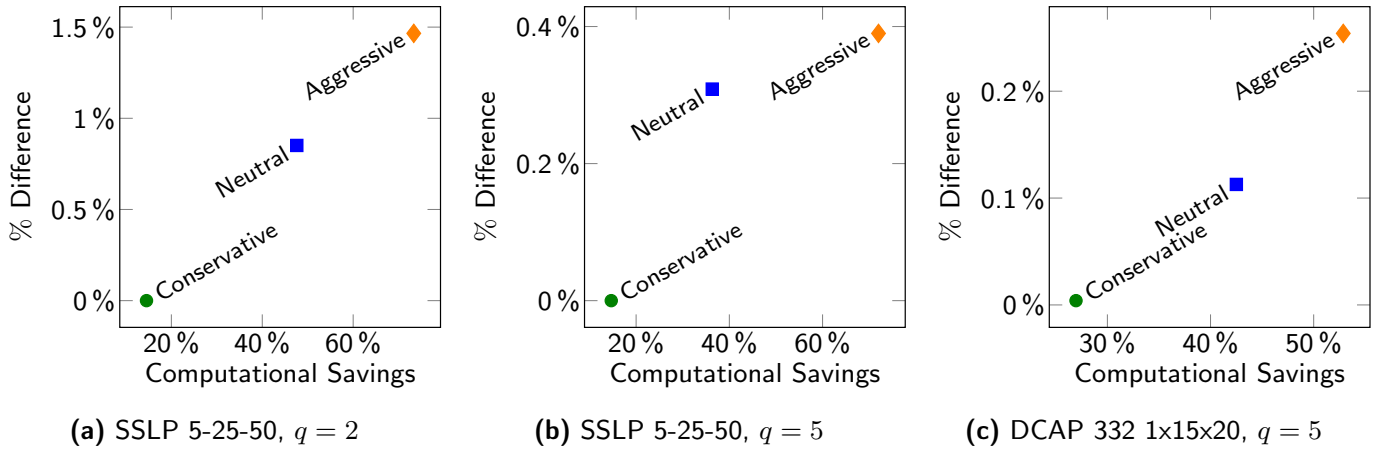 1.5 %
1 %
0.5 %
0 %
% Difference
Aggressive
Neutral
Conservative
20 % 40 % 60 %
Computational Savings
(a) SSLP 5-25-50, q = 2
0.4 %
0.2 %
0 %
% Difference
Aggressive
Neutral
Conservative
20 % 40 % 60 %
Computational Savings
(b) SSLP 5-25-50, q = 5
0.2 %
0.1 %
0 %
% Difference
Aggressive
Neutral
Conservative
30 % 40 % 50 %
Computational Savings
(c) DCAP 332 1x15x20, q = 5